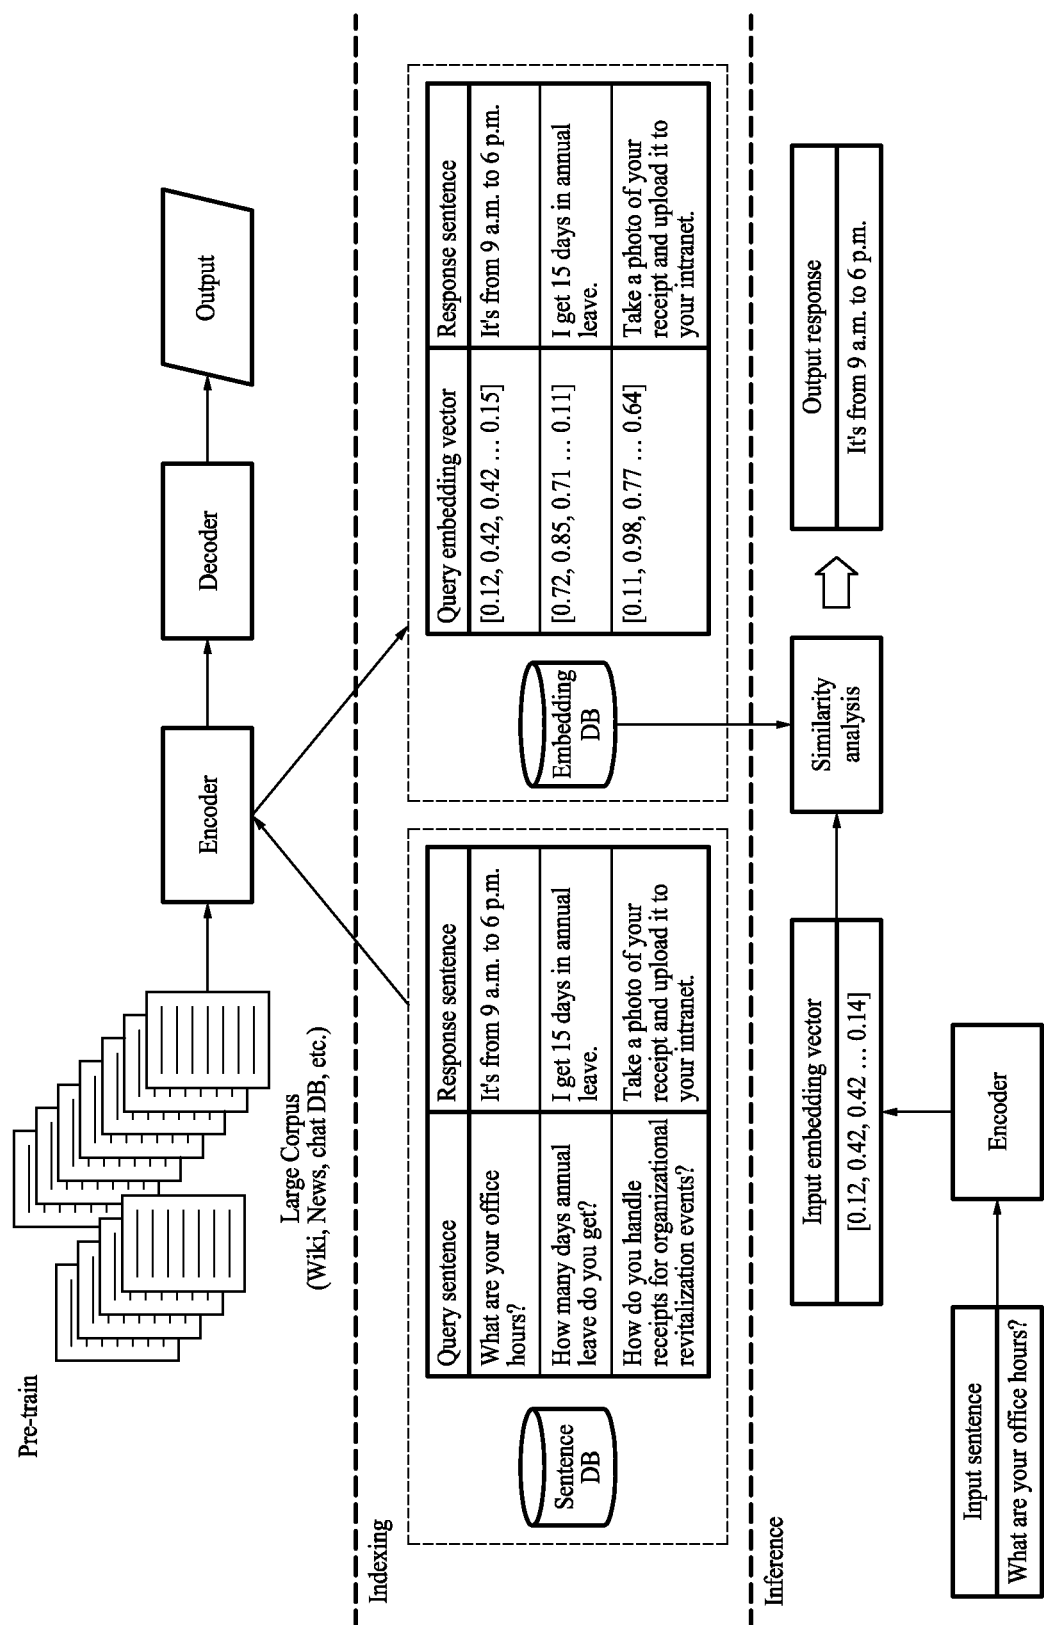 Pre-train
Large Corpus
(Wiki, News, chat DB, etc.)
Encoder
Decoder
Output
Indexing
Sentence
DB
Query sentence
Response sentence
What are your office
hours?
It's from 9 a.m. to 6 p.m.
How many days annual
leave do you get?
I get 15 days in annual
leave.
How do you handle
receipts for organizational
revitalization events?
Take a photo of your
receipt and upload it to
your intranet.
Embedding
DB
Query embedding vector
Response sentence
[0.12, 0.42, 0.42 … 0.15]
It's from 9 a.m. to 6 p.m.
[0.72, 0.85, 0.71 … 0.11]
I get 15 days in annual
leave.
[0.11, 0.98, 0.77 … 0.64]
Take a photo of your
receipt and upload it to
your intranet.
Inference
Input sentence
What are your office hours?
Encoder
Input embedding vector
[0.12, 0.42, 0.42 … 0.14]
Similarity
analysis
Output response
It's from 9 a.m. to 6 p.m.